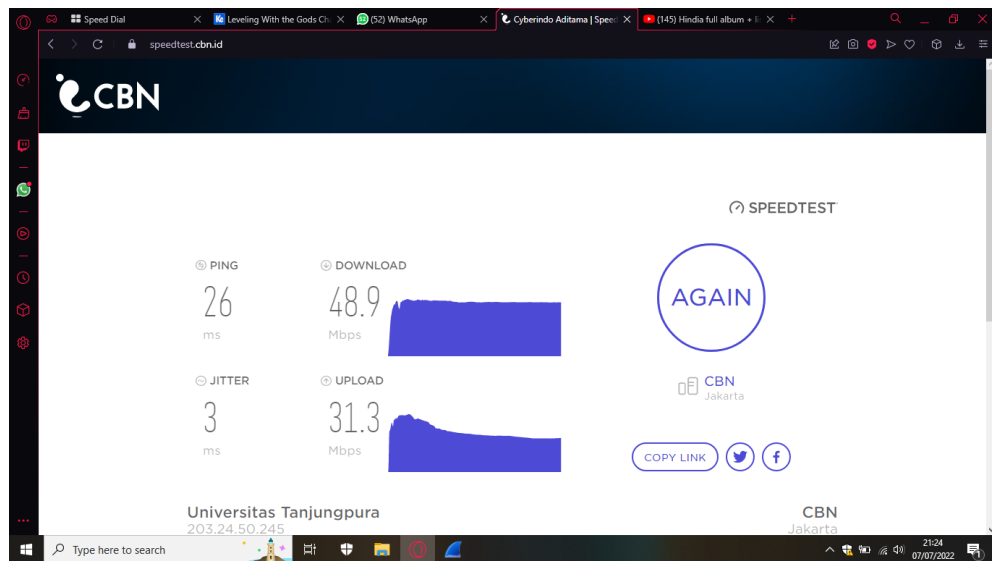 Speed Dial
Leveling With the Gods Ch
(52) WhatsApp
Cyberindo Aditama | Speed
(145) Hindia full album +
speedtest.cbn.id
CBN
SPEEDTEST
PING
26
ms
DOWNLOAD
48.9
Mbps
AGAIN
JITTER
3
ms
UPLOAD
31.3
Mbps
CBN
Jakarta
COPY LINK
Universitas Tanjungpura
203.24.50.245
CBN
Jakarta
Type here to search
21:24
07/07/2022